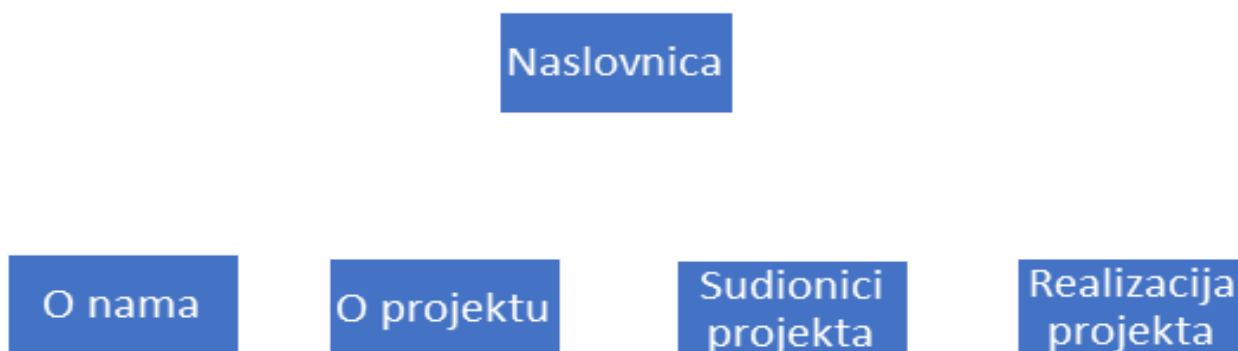 Naslovnica
O nama
O projektu
Sudionici
projekta
Realizacija
projekta